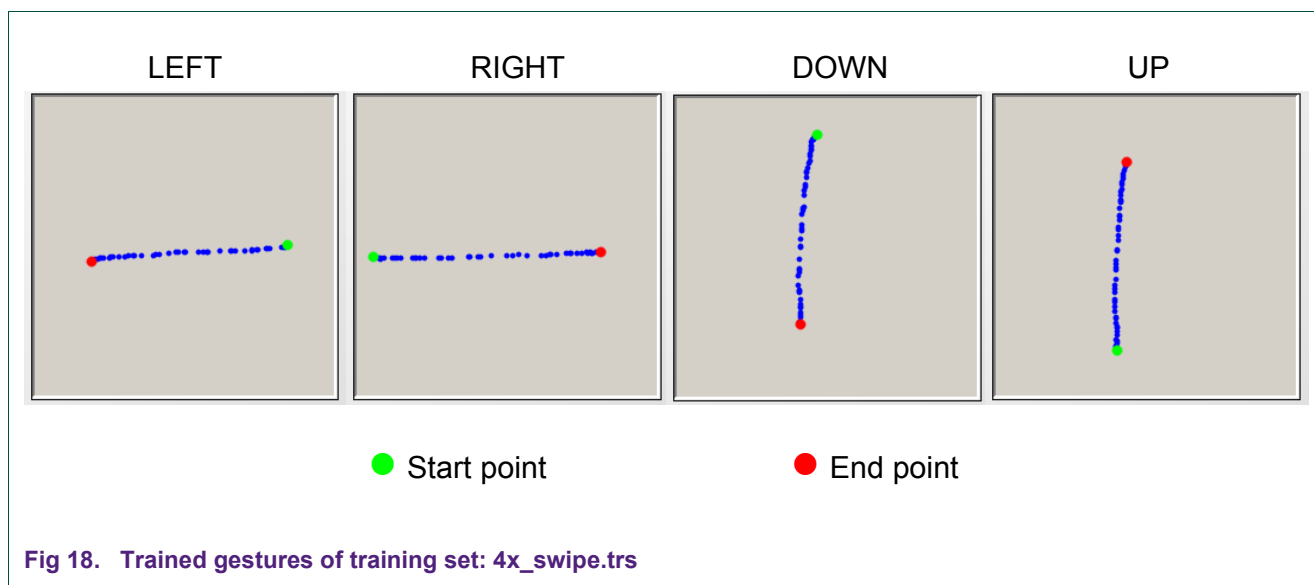 LEFT RIGHT DOWN UP
Start point End point
Fig 18. Trained gestures of training set: 4x_swipe.trs